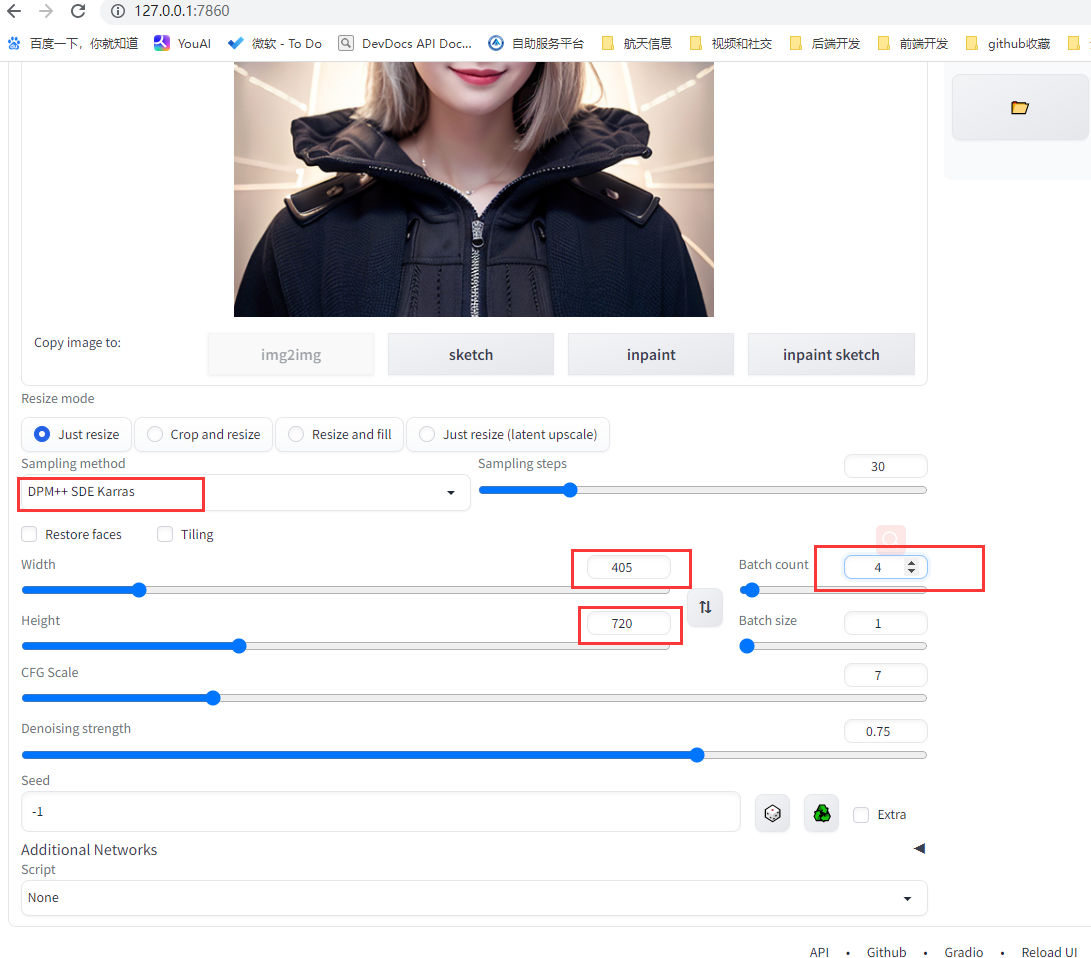 127.0.0.1:7860
百度一下，你就知道 YouAI 微软 - To Do DevDocs API Doc... 自助服务平台 航天信息 视频和社交 后端开发 前端开发 github收藏
Copy image to: img2img sketch inpaint inpaint sketch
Resize mode
Just resize Crop and resize Resize and fill Just resize (latent upscale)
Sampling method Sampling steps 30
DPM++ SDE Karras
Restore faces Tiling
Width 405 Batch count 4
Height 720 Batch size 1
CFG Scale 7
Denoising strength 0.75
Seed
-1 Extra
Additional Networks
Script
None
API • Github • Gradio • Reload UI